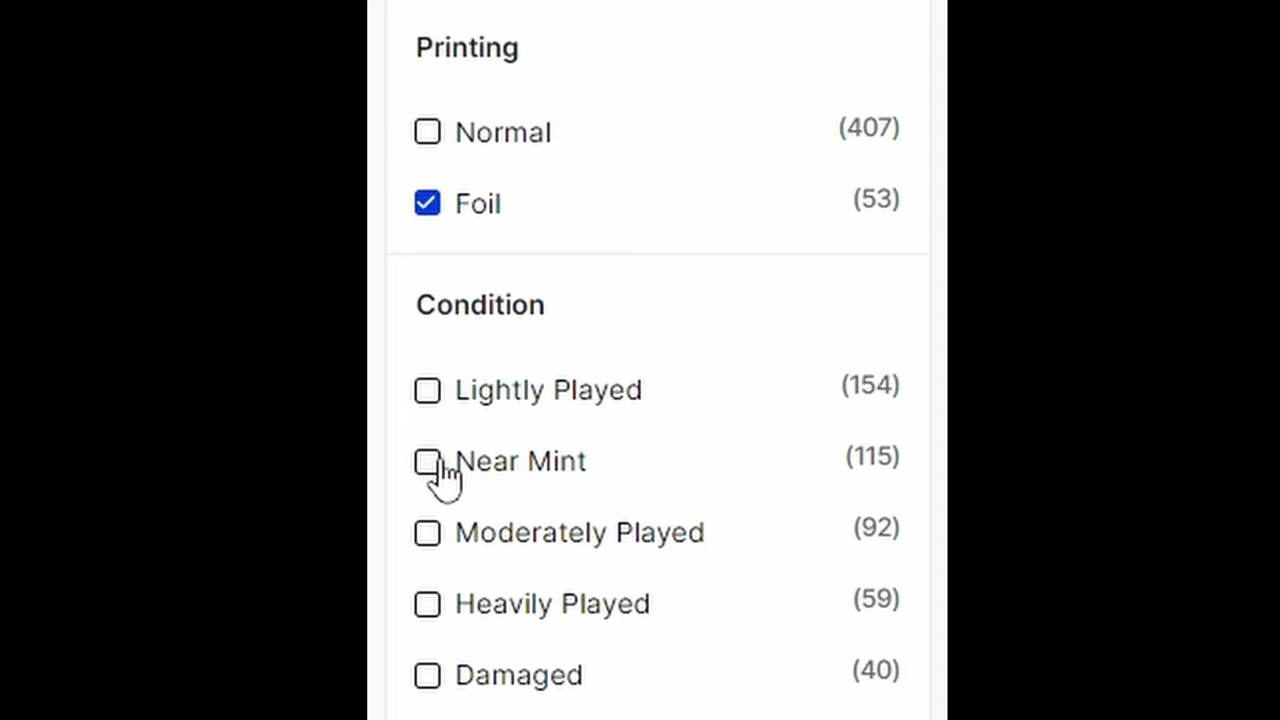 Printing
Normal (407)
Foil (53)
Condition
Lightly Played (154)
Near Mint (115)
Moderately Played (92)
Heavily Played (59)
Damaged (40)